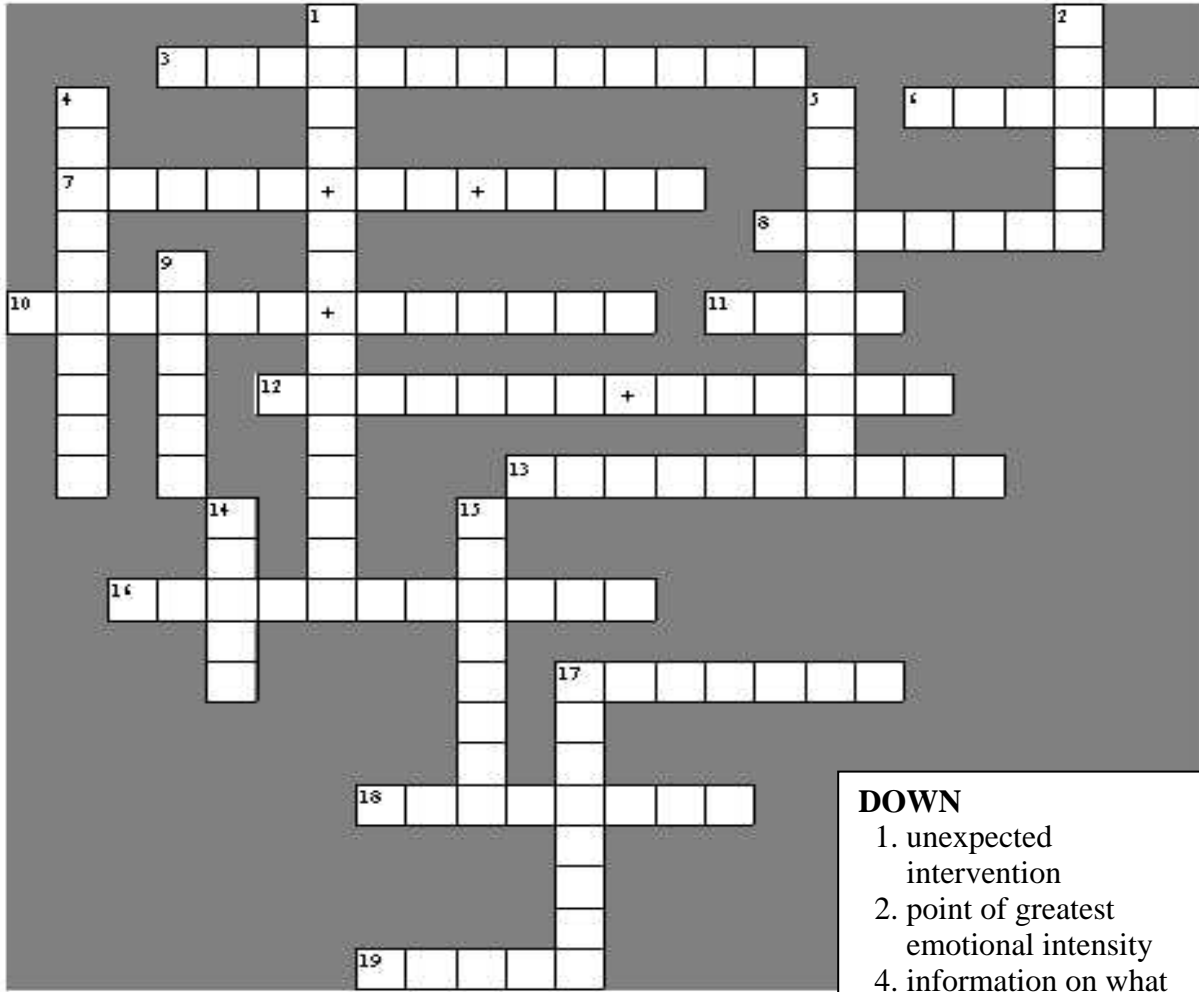 1
2
3
4
5
6
7 + +
8
9
10 +
11
12 +
13
14
15
16
17
18
19
DOWN
1. unexpected
intervention
2. point of greatest
emotional intensity
4. information on what